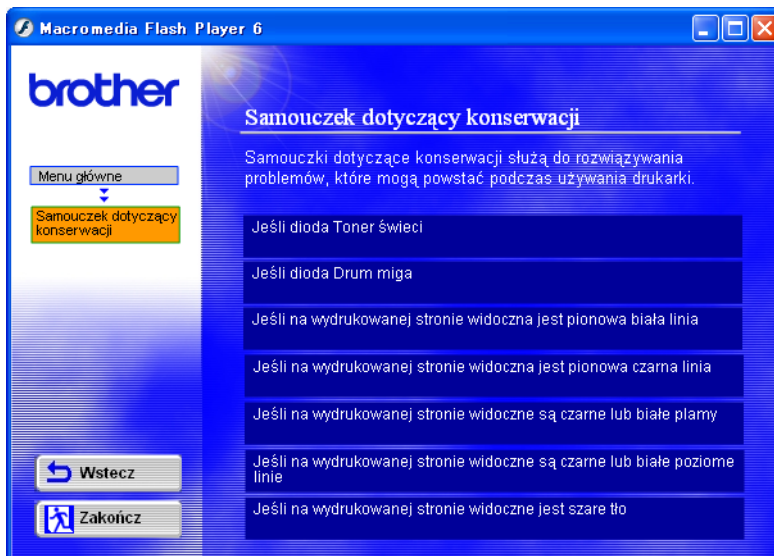 Macromedia Flash Player 6
brother
Menu główne
Samouczek dotyczący
konserwacji
Wstecz
Zakończ
Samouczek dotyczący konserwacji
Samouczki dotyczące konserwacji służą do rozwiązywania
problemów, które mogą powstać podczas używania drukarki.
Jeśli dioda Toner świeci
Jeśli dioda Drum miga
Jeśli na wydrukowanej stronie widoczna jest pionowa biała linia
Jeśli na wydrukowanej stronie widoczna jest pionowa czarna linia
Jeśli na wydrukowanej stronie widoczne są czarne lub białe plamy
Jeśli na wydrukowanej stronie widoczne są czarne lub białe poziome
linie
Jeśli na wydrukowanej stronie widoczne jest szare tło